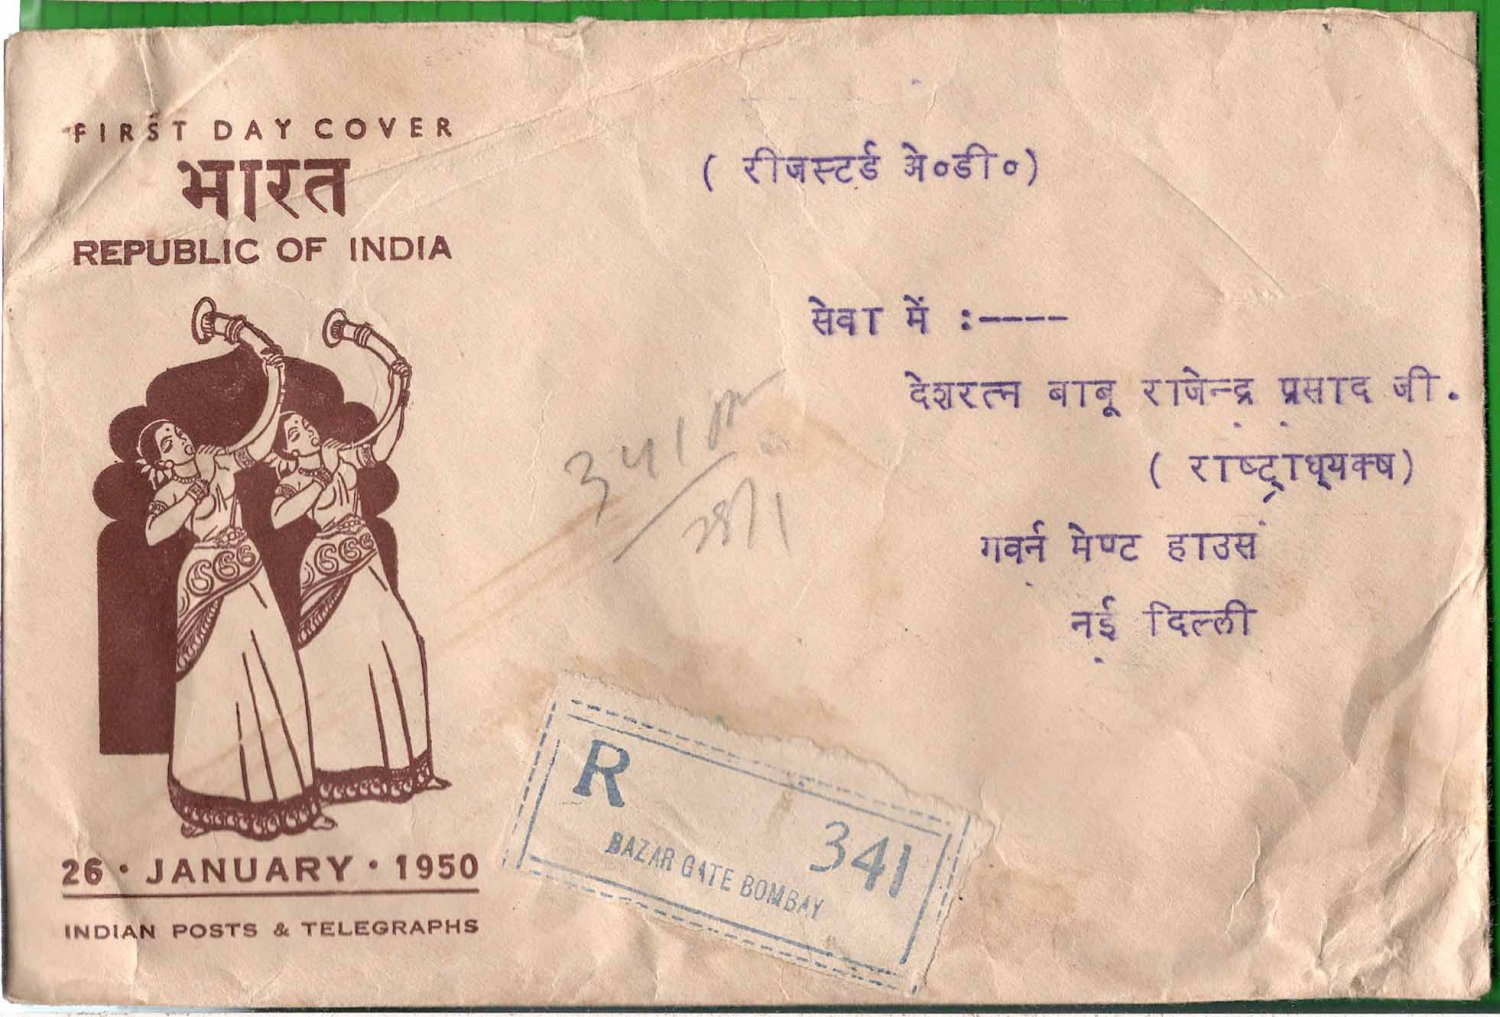 FIRST DAY COVER
भारत
REPUBLIC OF INDIA
26 · JANUARY · 1950
INDIAN POSTS & TELEGRAPHS
( रीजस्टर्ड अे०डी०)
सेवा में :----
देशरत्न बाबू राजेन्द्र प्रसाद जी.
( राष्ट्राध्यक्ष)
गवर्न मेण्ट हाउस
नई दिल्ली
R
341
BAZAR GATE BOMBAY